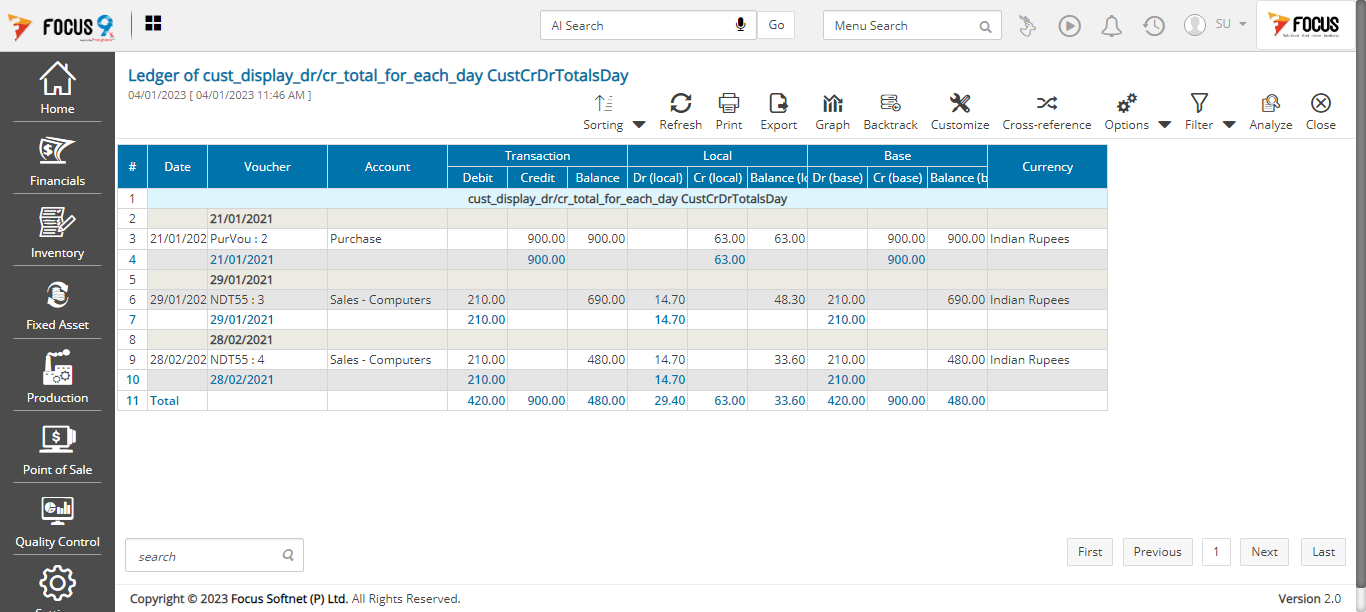 FOCUS 9
AI Search
Go
Menu Search
SU
FOCUS
Home
Financials
Inventory
Fixed Asset
Production
Point of Sale
Quality Control
Ledger of cust_display_dr/cr_total_for_each_day CustCrDrTotalsDay
04/01/2023 [ 04/01/2023 11:46 AM ]
Sorting Refresh Print Export Graph Backtrack Customize Cross-reference Options Filter Analyze Close
Transaction Local Base
# Date Voucher Account Currency
Debit Credit Balance Dr (local) Cr (local) Balance (lo Dr (base) Cr (base) Balance (b
1 cust_display_dr/cr_total_for_each_day CustCrDrTotalsDay
2 21/01/2021
3 21/01/202 PurVou : 2 Purchase 900.00 900.00 63.00 63.00 900.00 900.00 Indian Rupees
4 21/01/2021 900.00 63.00 900.00
5 29/01/2021
6 29/01/202 NDT55 : 3 Sales - Computers 210.00 690.00 14.70 48.30 210.00 690.00 Indian Rupees
7 29/01/2021 210.00 14.70 210.00
8 28/02/2021
9 28/02/202 NDT55 : 4 Sales - Computers 210.00 480.00 14.70 33.60 210.00 480.00 Indian Rupees
10 28/02/2021 210.00 14.70 210.00
11 Total 420.00 900.00 480.00 29.40 63.00 33.60 420.00 900.00 480.00
search
First Previous 1 Next Last
Copyright © 2023 Focus Softnet (P) Ltd. All Rights Reserved.
Version 2.0